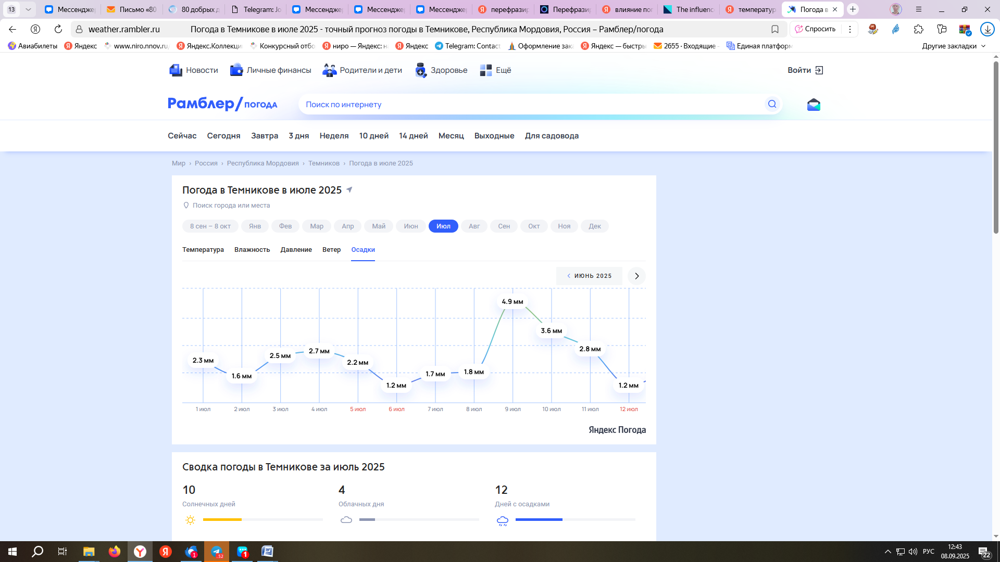 13
Мессендже
Письмо «80
80 добрых д
Telegram: Jo
Мессендже
Мессендже
Мессендже
перефразир
Перефразир
влияние пог
The influenc
температур
Погода в
weather.rambler.ru
Погода в Темникове в июле 2025 - точный прогноз погоды в Темникове, Республика Мордовия, Россия – Рамблер/погода
Спросить
Авиабилеты
Яндекс
www.niro.nnov.ru
Яндекс.Коллекци
Конкурсный отбо
ниро — Яндекс: н
Яндекс
Telegram: Contact
Оформление зака
Яндекс — быстры
2655 · Входящие -
Единая платформ
Другие закладки
Новости
Личные финансы
Родители и дети
Здоровье
Ещё
Войти
Рамблер/погода
Поиск по интернету
Сейчас
Сегодня
Завтра
3 дня
Неделя
10 дней
14 дней
Месяц
Выходные
Для садовода
Мир › Россия › Республика Мордовия › Темников › Погода в июле 2025
Погода в Темникове в июле 2025
Поиск города или места
8 сен – 8 окт
Янв
Фев
Мар
Апр
Май
Июн
Июл
Авг
Сен
Окт
Ноя
Дек
Температура
Влажность
Давление
Ветер
Осадки
ИЮНЬ 2025
2.3 мм
1.6 мм
2.5 мм
2.7 мм
2.2 мм
1.2 мм
1.7 мм
1.8 мм
4.9 мм
3.6 мм
2.8 мм
1.2 мм
1 июл
2 июл
3 июл
4 июл
5 июл
6 июл
7 июл
8 июл
9 июл
10 июл
11 июл
12 июл
Яндекс Погода
Сводка погоды в Темникове за июль 2025
10
Солнечных дней
4
Облачных дня
12
Дней с осадками
1
..52
1
РУС
12:43
08.09.2025
22